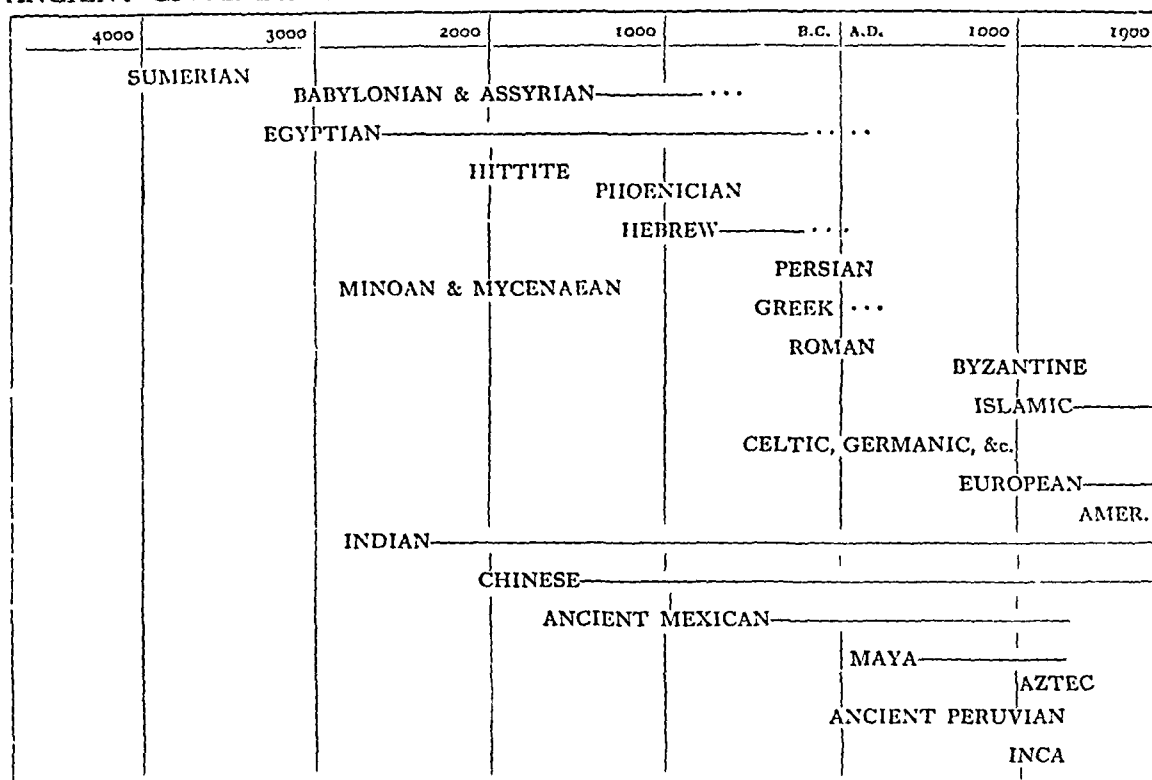 4000 3000 2000 1000 B.C. A.D. 1000 1900
SUMERIAN
BABYLONIAN & ASSYRIAN
EGYPTIAN
HITTITE
PHOENICIAN
HEBREW
PERSIAN
MINOAN & MYCENAEAN
GREEK
ROMAN
BYZANTINE
ISLAMIC
CELTIC, GERMANIC, &c.
EUROPEAN
AMER.
INDIAN
CHINESE
ANCIENT MEXICAN
MAYA
AZTEC
ANCIENT PERUVIAN
INCA